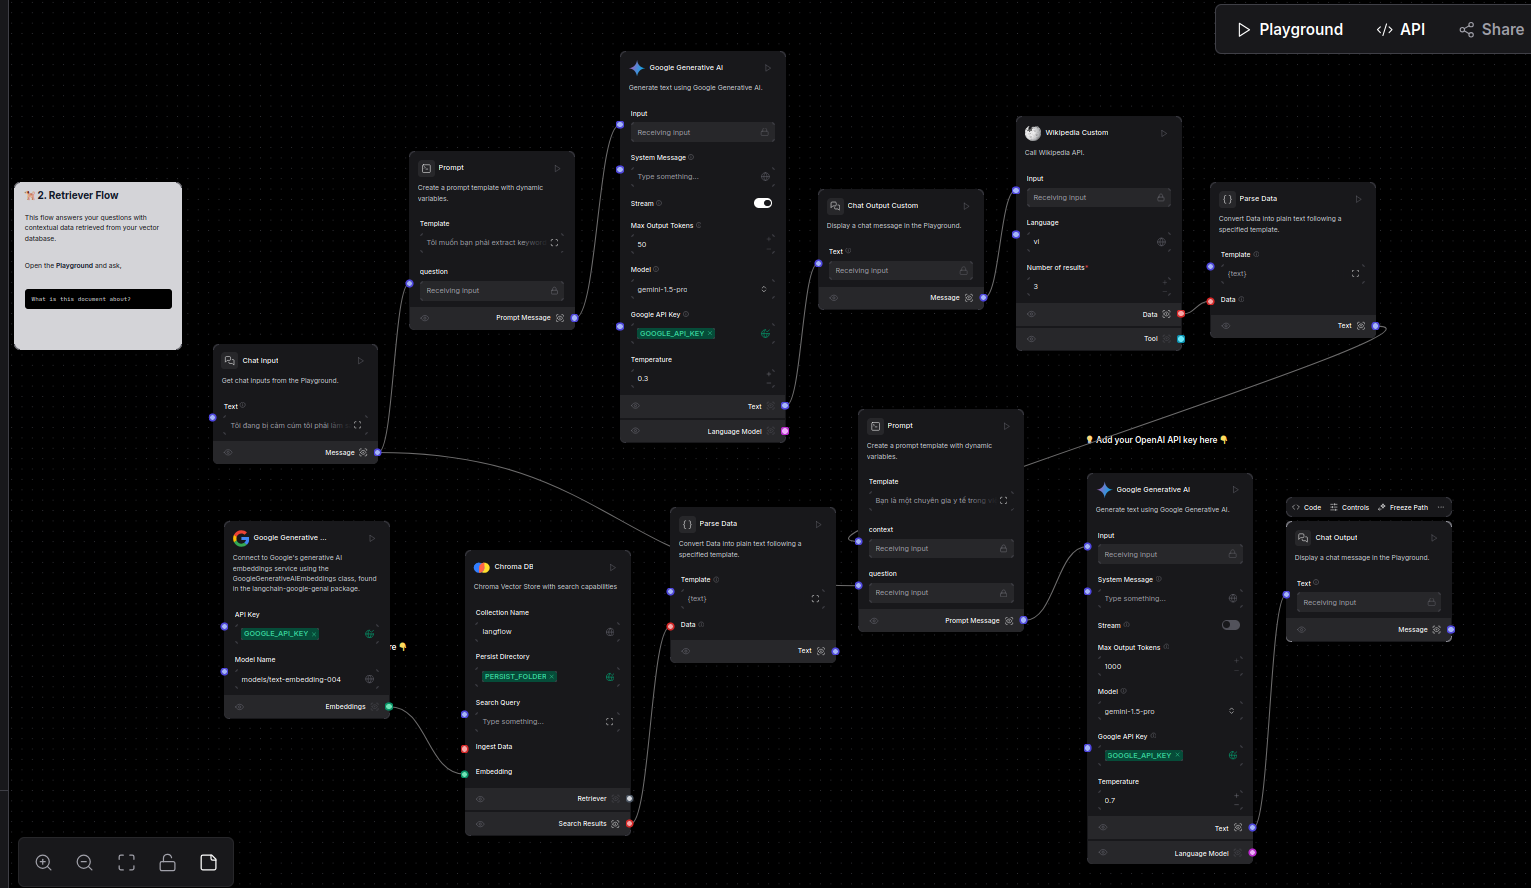 Playground
API
Share
2. Retriever Flow
This flow answers your questions with
contextual data retrieved from your vector
database.
Open the Playground and ask,
What is this document about?
Chat Input
Get chat inputs from the Playground.
Text
Tôi đang bị cảm cúm tôi phải làm
Message
Prompt
Create a prompt template with dynamic
variables.
Template
Tôi muốn bạn phải extract keyword
question
Receiving input
Prompt Message
Google Generative AI
Generate text using Google Generative AI.
Input
Receiving input
System Message
Type something...
Stream
Max Output Tokens
50
Model
gemini-1.5-pro
Google API Key
GOOGLE_API_KEY ×
Temperature
0.3
Text
Language Model
Chat Output Custom
Display a chat message in the Playground.
Text
Receiving input
Message
Wikipedia Custom
Call Wikipedia API.
Input
Receiving input
Language
vi
Number of results*
3
Data
Tool
Parse Data
Convert Data into plain text following a
specified template.
Template
{text}
Data
Text
Google Generative ...
Connect to Google's generative AI
embeddings service using the
GoogleGenerativeAIEmbeddings class, found
in the langchain-google-genai package.
API Key
GOOGLE_API_KEY ×
Model Name
models/text-embedding-004
Embeddings
re
Chroma DB
Chroma Vector Store with search capabilities
Collection Name
langflow
Persist Directory
PERSIST_FOLDER ×
Search Query
Type something...
Ingest Data
Embedding
Retriever
Search Results
Parse Data
Convert Data into plain text following a
specified template.
Template
{text}
Data
Text
Prompt
Create a prompt template with dynamic
variables.
Template
Bạn là một chuyên gia y tế trong
context
Receiving input
question
Receiving input
Prompt Message
Add your OpenAI API key here
Google Generative AI
Generate text using Google Generative AI.
Input
Receiving input
System Message
Type something...
Stream
Max Output Tokens
1000
Model
gemini-1.5-pro
Google API Key
GOOGLE_API_KEY ×
Temperature
0.7
Text
Language Model
Code
Controls
Freeze Path
...
Chat Output
Display a chat message in the Playground.
Text
Receiving input
Message